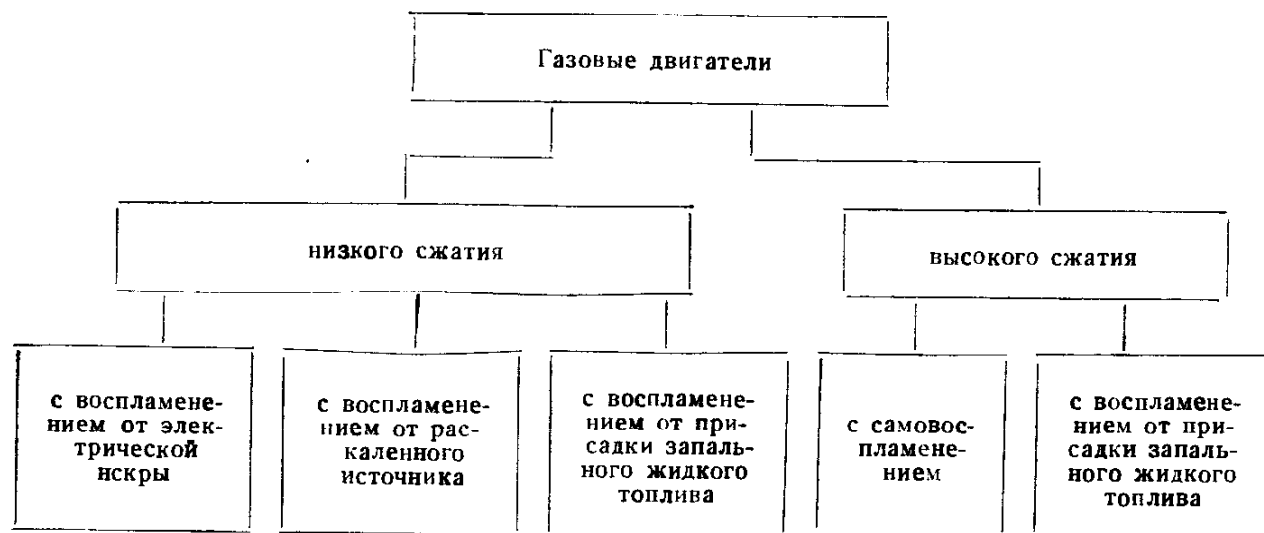 Газовые двигатели
низкого сжатия
высокого сжатия
с воспламене-
нием от элек-
трической
нскры
с воспламене-
нием от рас-
каленного
источника
с воспламене-
нием от при-
садки запаль-
ного жидкого
топлива
с самовос-
пламене-
нием
с воспламене-
нием от при-
садки запаль-
ного жидкого
топлива